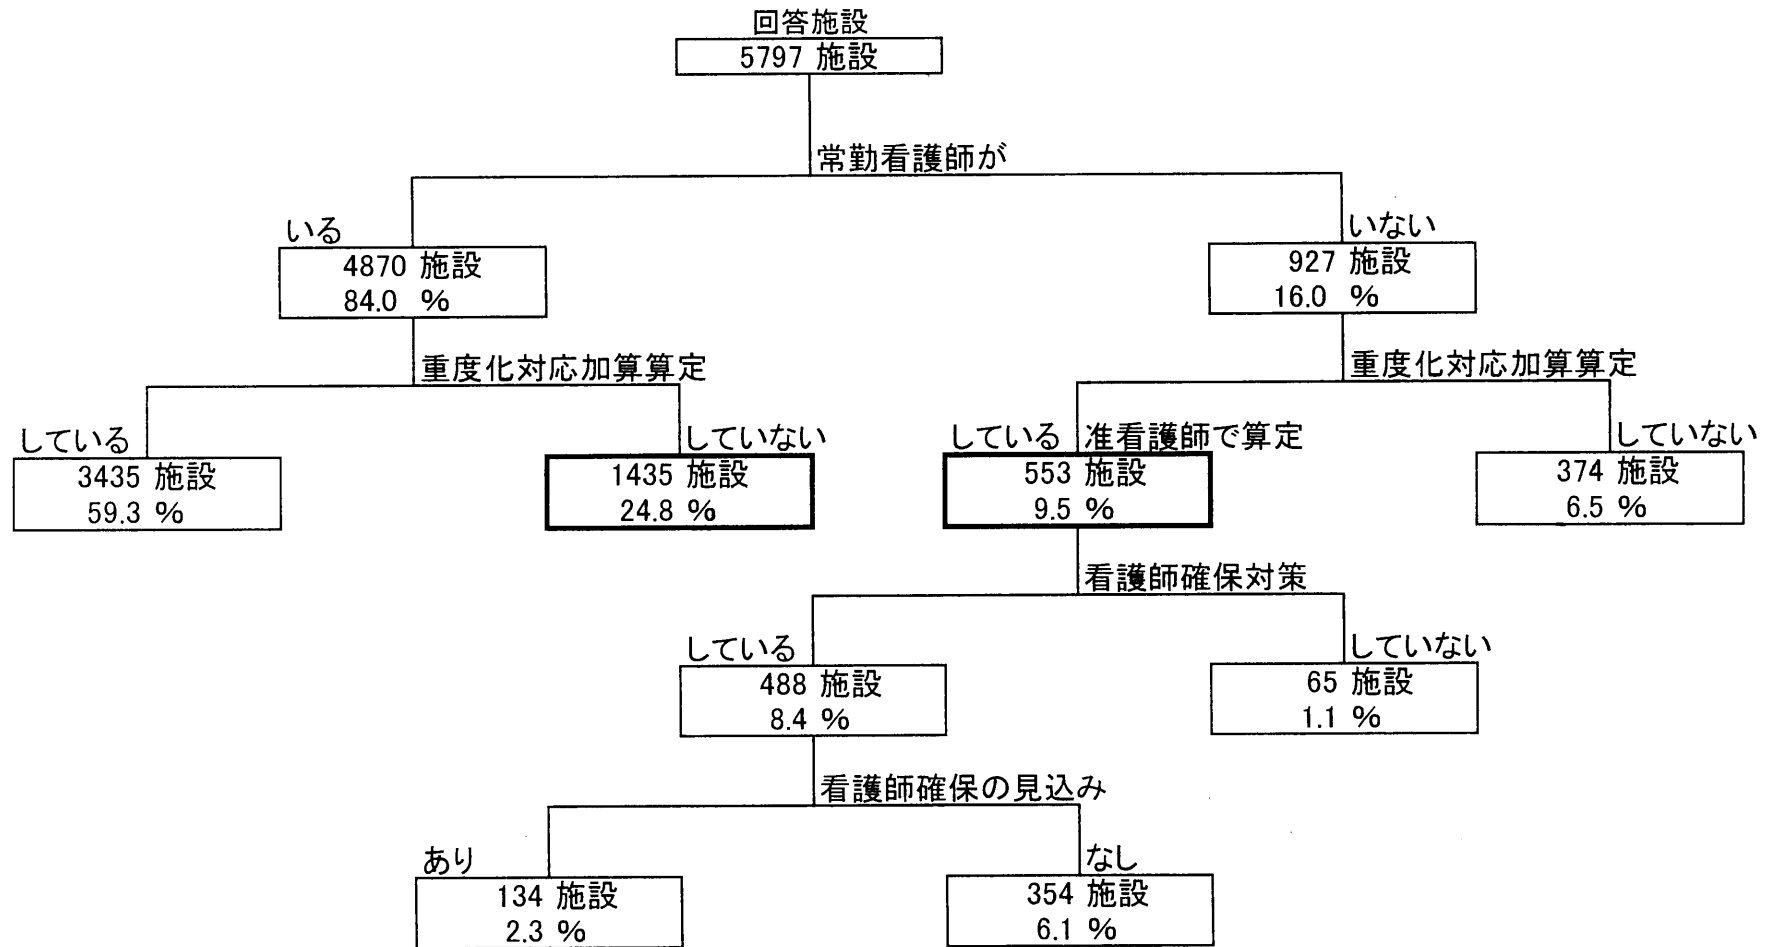 回答施設
5797 施設
常勤看護師が
いる
4870 施設
84.0 %
いない
927 施設
16.0 %
重度化対応加算算定
重度化対応加算算定
している
3435 施設
59.3 %
していない
1435 施設
24.8 %
している 准看護師で算定
553 施設
9.5 %
していない
374 施設
6.5 %
看護師確保対策
している
488 施設
8.4 %
していない
65 施設
1.1 %
看護師確保の見込み
あり
134 施設
2.3 %
なし
354 施設
6.1 %